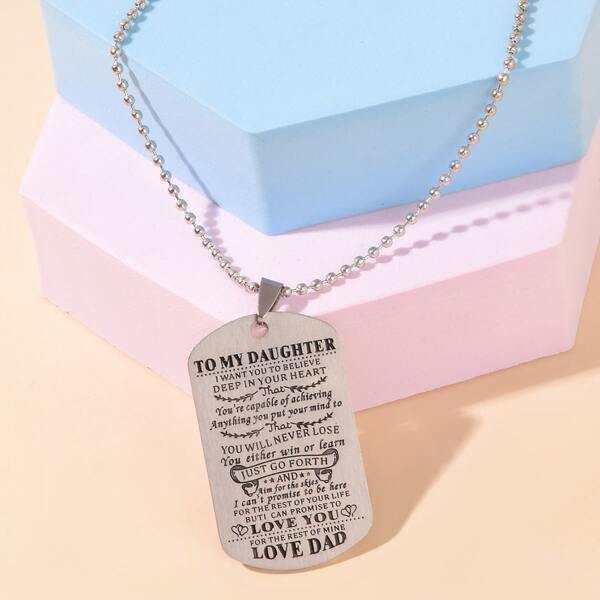 TO MY DAUGHTER
I WANT YOU TO BELIEVE
DEEP IN YOUR HEART
That
You're capable of achieving
Anything you put your mind to
That
YOU WILL NEVER LOSE
You either win or learn
JUST GO FORTH
AND
Aim for the skies
I can't promise to be here
FOR THE REST OF YOUR LIFE
BUT I CAN PROMISE TO
LOVE YOU
FOR THE REST OF MINE
LOVE DAD